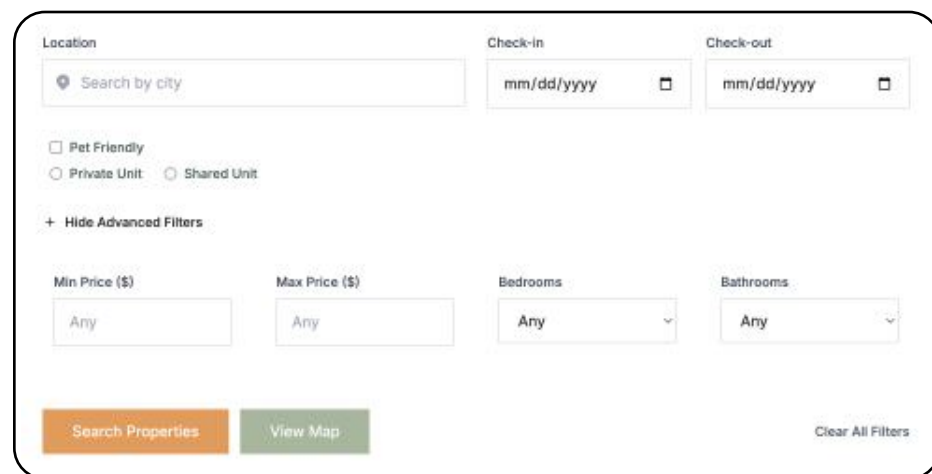 Location Check-in Check-out
Search by city mm/dd/yyyy mm/dd/yyyy
Pet Friendly
Private Unit Shared Unit
+ Hide Advanced Filters
Min Price ($) Max Price ($) Bedrooms Bathrooms
Any Any Any Any
Search Properties View Map Clear All Filters